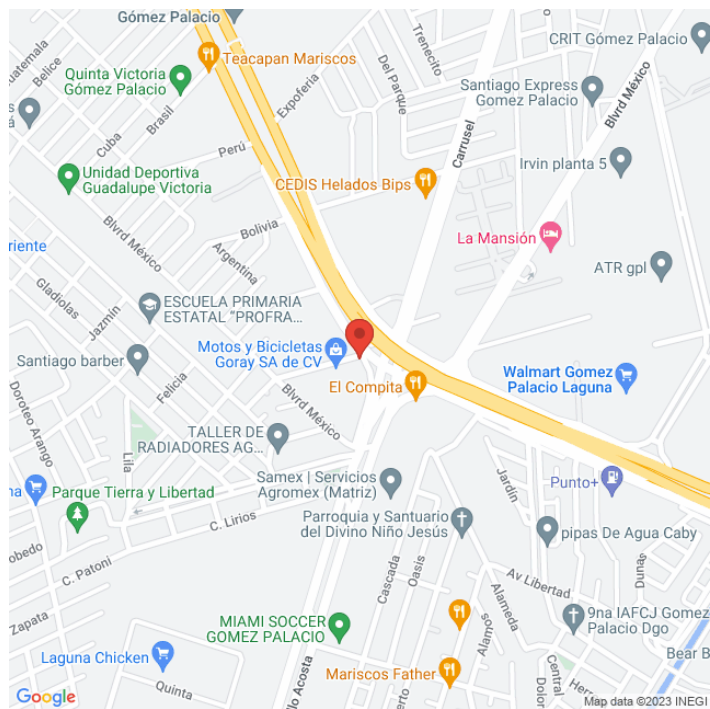 Gómez Palacio
Teacapan Mariscos
Trenecito
CRIT Gómez Palacio
Guatemala
Belice
Quinta Victoria
Gómez Palacio
Brasil
Expoferia
Del Parque
Santiago Express
Gomez Palacio
Blvrd México
Cuba
Perú
Carrusel
Irvin planta 5
Unidad Deportiva
Guadalupe Victoria
CEDIS Helados Bips
Blvrd México
Bolivia
La Mansión
Argentina
ATR gpl
Gladiolas
Jazmín
ESCUELA PRIMARIA
ESTATAL "PROFRA...
Motos y Bicicletas
Goray SA de CV
Santiago barber
Felicia
El Compita
Walmart Gomez
Palacio Laguna
Doroteo Arango
Blvrd México
TALLER DE
RADIADORES AG...
Lila
Samex | Servicios
Agromex (Matriz)
Jardín
Punto+
Parque Tierra y Libertad
C. Lirios
Parroquia y Santuario
del Divino Niño Jesús
pipas De Agua Caby
C. Patoni
Cascada
Oasis
Av Libertad
Dunas
Zapata
Alameda
9na IAFCJ Gomez
Palacio Dgo
MIAMI SOCCER
GOMEZ PALACIO
Laguna Chicken
Mariscos Father
Central
Quinta
Google
Map data ©2023 INEGI